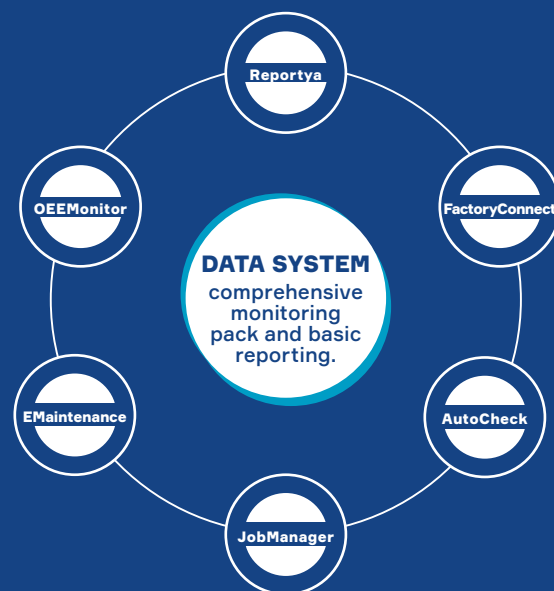 Reportya
OEEMonitor
FactoryConnect
DATA SYSTEM
comprehensive
monitoring
pack and basic
reporting.
EMaintenance
AutoCheck
JobManager